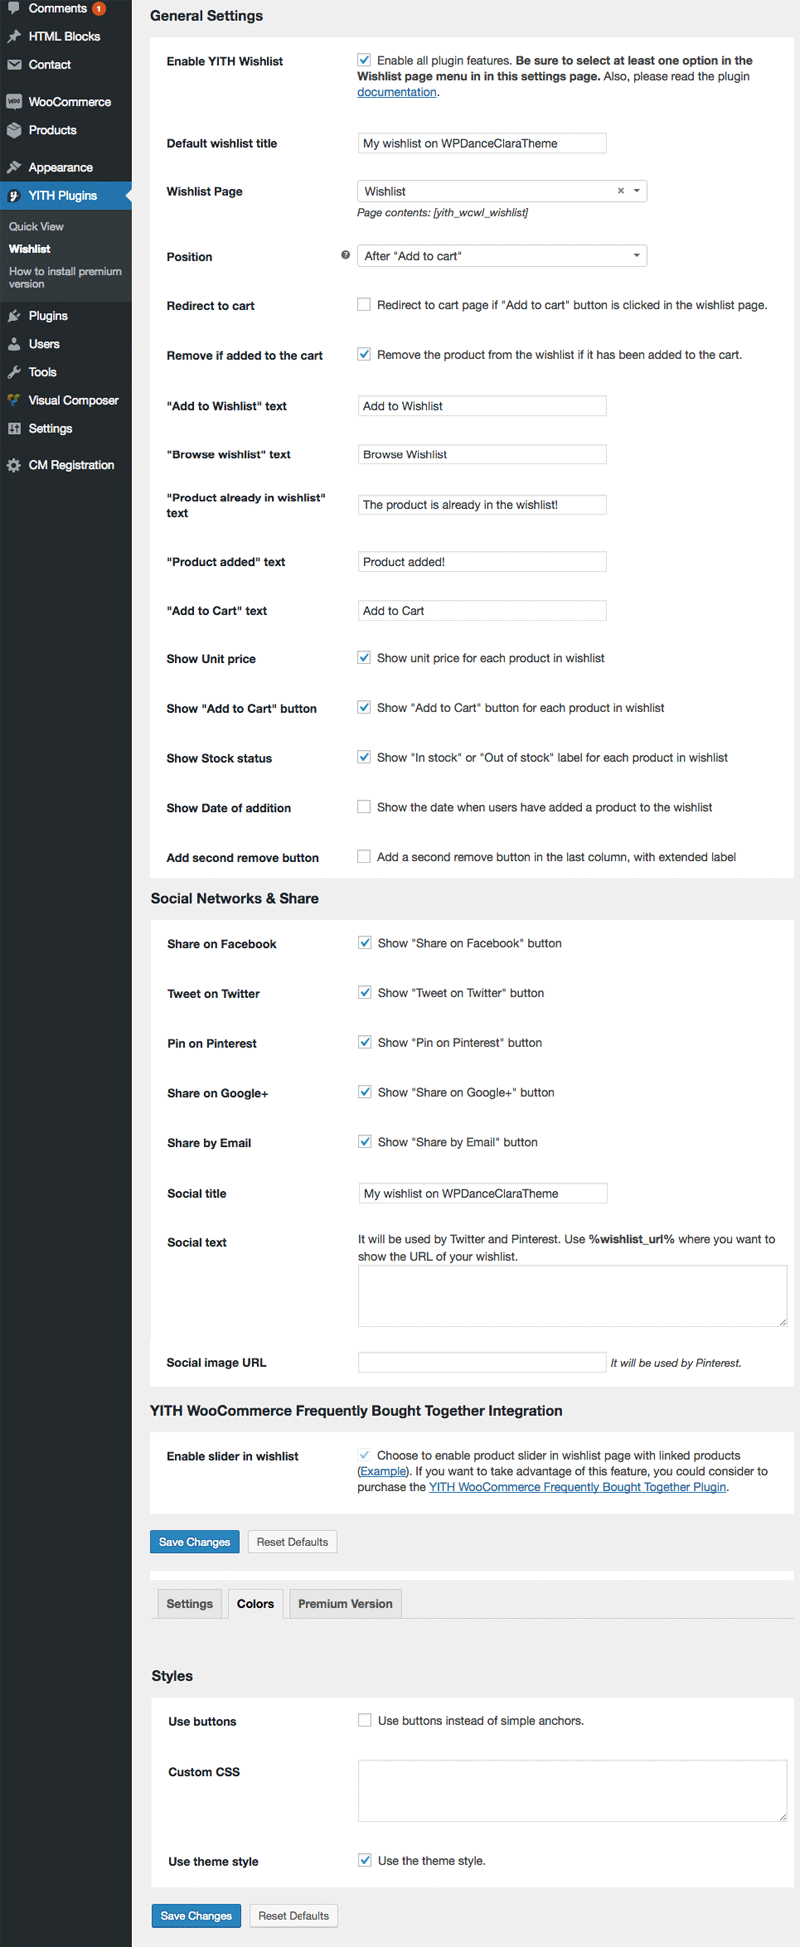 Comments 1
HTML Blocks
Contact
WooCommerce
Products
Appearance
YITH Plugins
Quick View
Wishlist
How to install premium
version
Plugins
Users
Tools
Visual Composer
Settings
CM Registration
General Settings
Enable YITH Wishlist
Enable all plugin features. Be sure to select at least one option in the
Wishlist page menu in in this settings page. Also, please read the plugin
documentation.
Default wishlist title
My wishlist on WPDanceClaraTheme
Wishlist Page
Wishlist × 
Page contents: [yith_wcwl_wishlist]
Position ?
After "Add to cart"
Redirect to cart
Redirect to cart page if "Add to cart" button is clicked in the wishlist page.
Remove if added to the cart
Remove the product from the wishlist if it has been added to the cart.
"Add to Wishlist" text
Add to Wishlist
"Browse wishlist" text
Browse Wishlist
"Product already in wishlist"
text
The product is already in the wishlist!
"Product added" text
Product added!
"Add to Cart" text
Add to Cart
Show Unit price
Show unit price for each product in wishlist
Show "Add to Cart" button
Show "Add to Cart" button for each product in wishlist
Show Stock status
Show "In stock" or "Out of stock" label for each product in wishlist
Show Date of addition
Show the date when users have added a product to the wishlist
Add second remove button
Add a second remove button in the last column, with extended label
Social Networks & Share
Share on Facebook
Show "Share on Facebook" button
Tweet on Twitter
Show "Tweet on Twitter" button
Pin on Pinterest
Show "Pin on Pinterest" button
Share on Google+
Show "Share on Google+" button
Share by Email
Show "Share by Email" button
Social title
My wishlist on WPDanceClaraTheme
Social text
It will be used by Twitter and Pinterest. Use %wishlist_url% where you want to
show the URL of your wishlist.
Social image URL
It will be used by Pinterest.
YITH WooCommerce Frequently Bought Together Integration
Enable slider in wishlist
Choose to enable product slider in wishlist page with linked products
(Example). If you want to take advantage of this feature, you could consider to
purchase the YITH WooCommerce Frequently Bought Together Plugin.
Save Changes
Reset Defaults
Settings
Colors
Premium Version
Styles
Use buttons
Use buttons instead of simple anchors.
Custom CSS
Use theme style
Use the theme style.
Save Changes
Reset Defaults